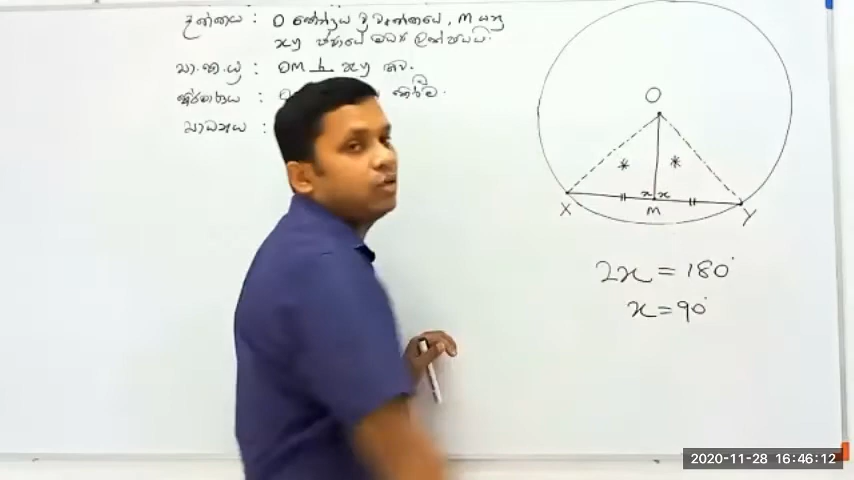 දත්තය : O කේන්ද්‍රය වූ වෘත්තයේ, M යනු
XY ජ්‍යායේ මධ්‍ය ලක්ෂ්‍යයයි.
සා.ක.යු : OM ⊥ XY බව.
නිර්මාණය :
සාධනය :
O
* *
x x
X M Y
2x = 180°
x = 90°
2020-11-28 16:46:12